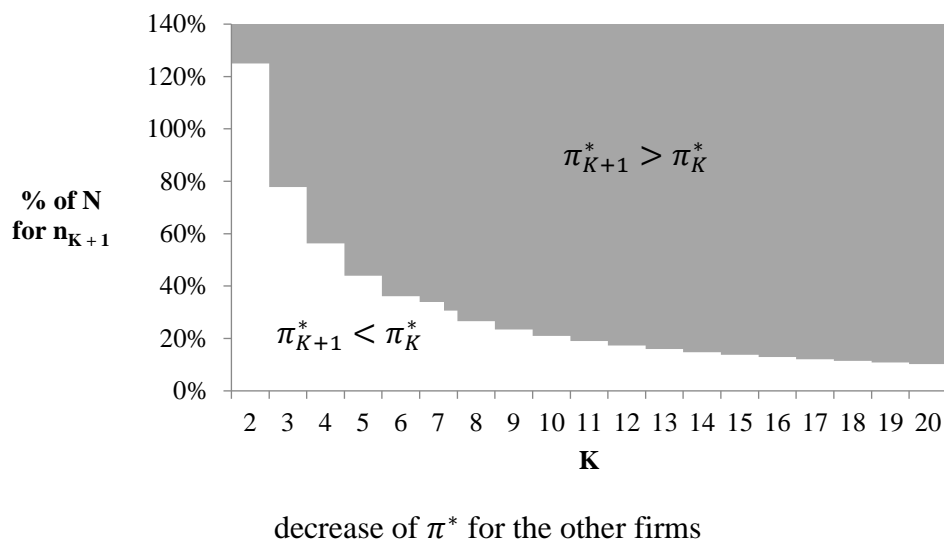 140%
120%
100%
80%
60%
40%
20%
0%
% of N
for n_{K+1}
π*_{K+1} > π*_K
π*_{K+1} < π*_K
2 3 4 5 6 7 8 9 10 11 12 13 14 15 16 17 18 19 20
K
decrease of π* for the other firms